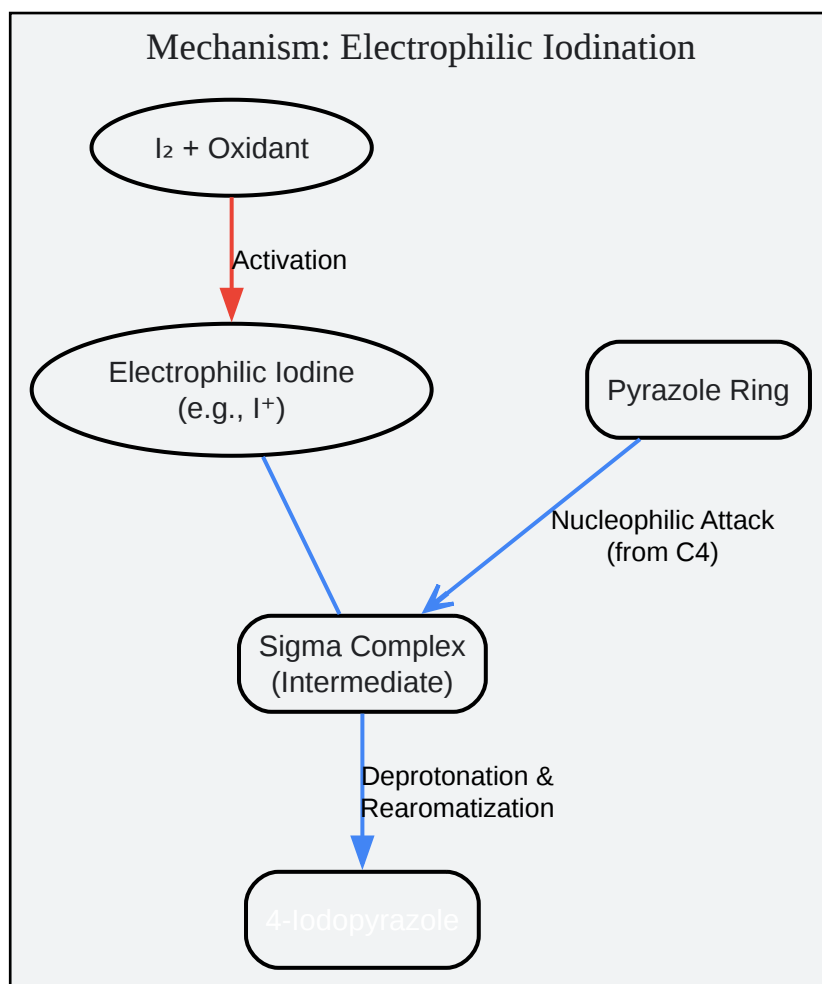 Mechanism: Electrophilic Iodination
I₂ + Oxidant
Activation
Electrophilic Iodine
(e.g., I⁺)
Pyrazole Ring
Nucleophilic Attack
(from C4)
Sigma Complex
(Intermediate)
Deprotonation &
Rearomatization
4-Iodopyrazole